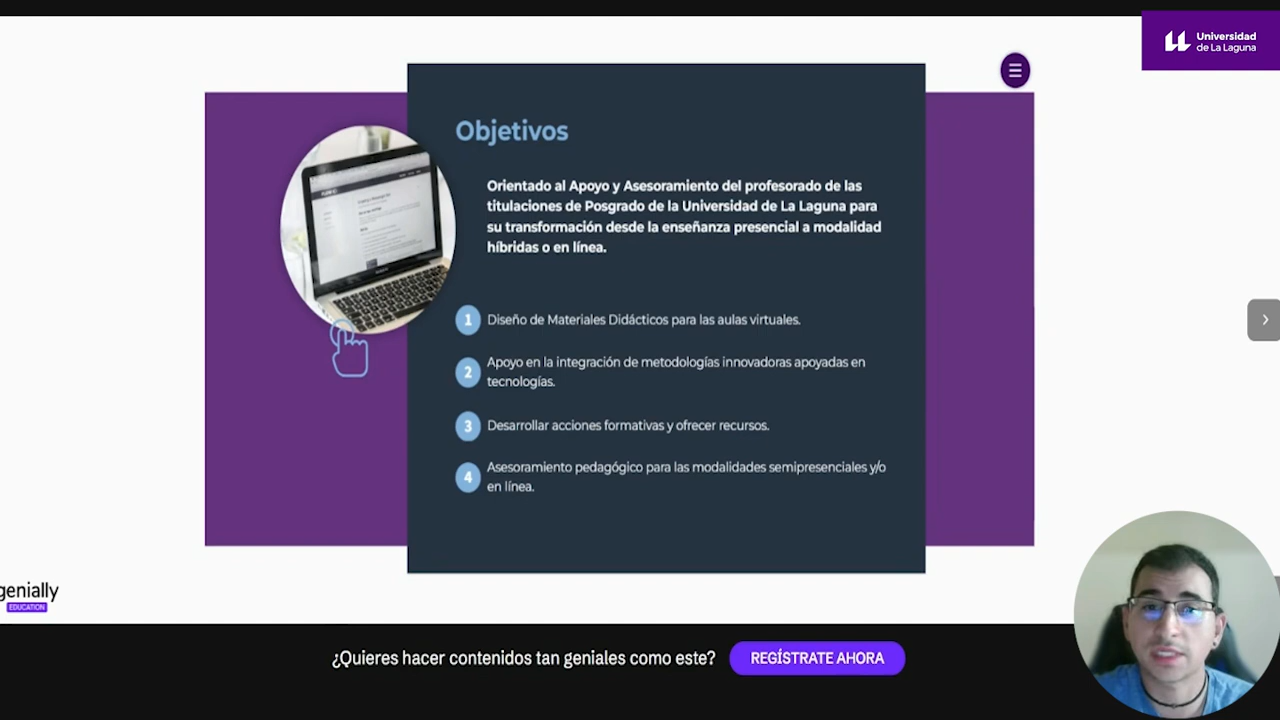 Universidad
de La Laguna
Objetivos
Orientado al Apoyo y Asesoramiento del profesorado de las
titulaciones de Posgrado de la Universidad de La Laguna para
su transformación desde la enseñanza presencial a modalidad
híbridas o en línea.
1 Diseño de Materiales Didácticos para las aulas virtuales.
2 Apoyo en la integración de metodologías innovadoras apoyadas en
tecnologías.
3 Desarrollar acciones formativas y ofrecer recursos.
4 Asesoramiento pedagógico para las modalidades semipresenciales y/o
en línea.
genially
EDUCATION
¿Quieres hacer contenidos tan geniales como este? REGÍSTRATE AHORA